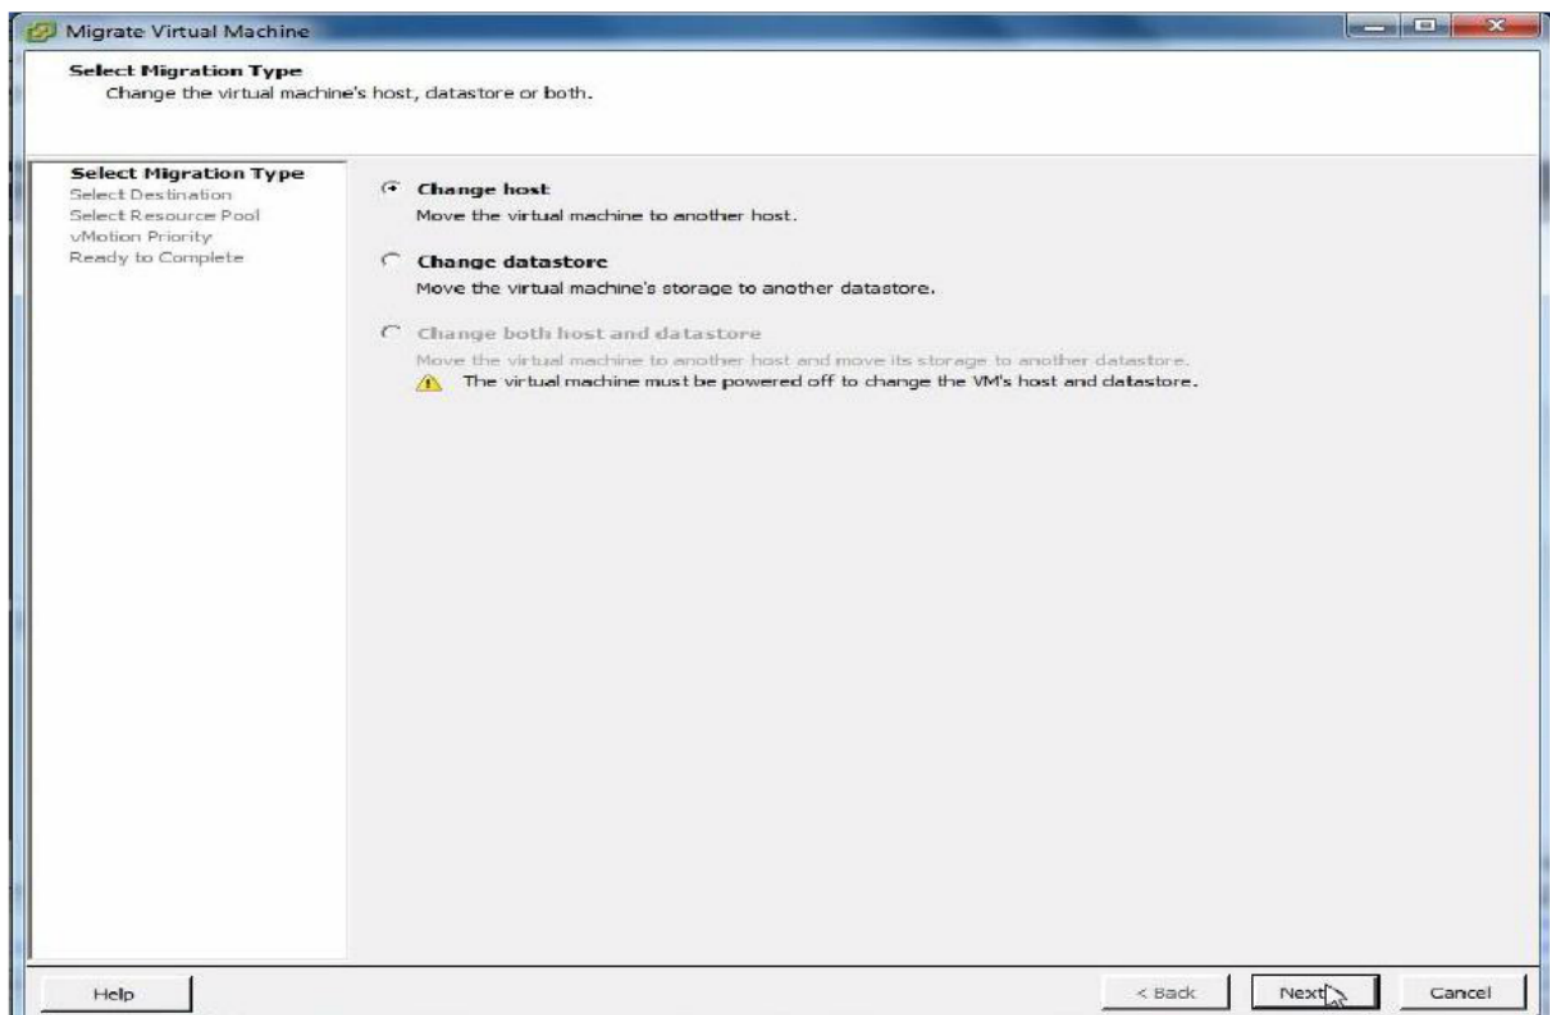 Migrate Virtual Machine
Select Migration Type
Change the virtual machine's host, datastore or both.
Select Migration Type
Select Destination
Select Resource Pool
vMotion Priority
Ready to Complete
Change host
Move the virtual machine to another host.
Change datastore
Move the virtual machine's storage to another datastore.
Change both host and datastore
Move the virtual machine to another host and move its storage to another datastore.
The virtual machine must be powered off to change the VM's host and datastore.
Help
< Back
Next
Cancel